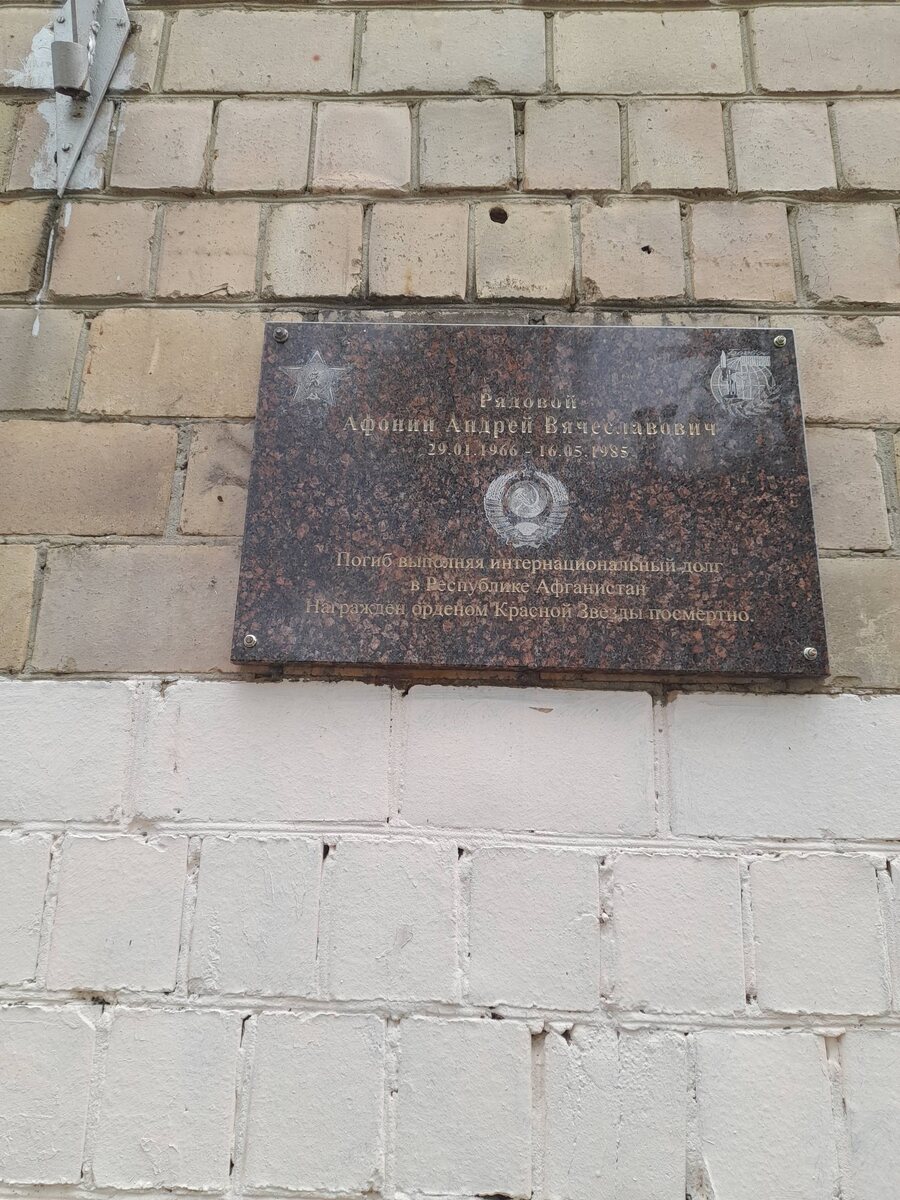 Рядовой
Афонин Андрей Вячеславович
29.01.1966 - 16.05.1985
Погиб выполняя интернациональный долг
в Республике Афганистан
Награжден орденом Красной Звезды посмертно.